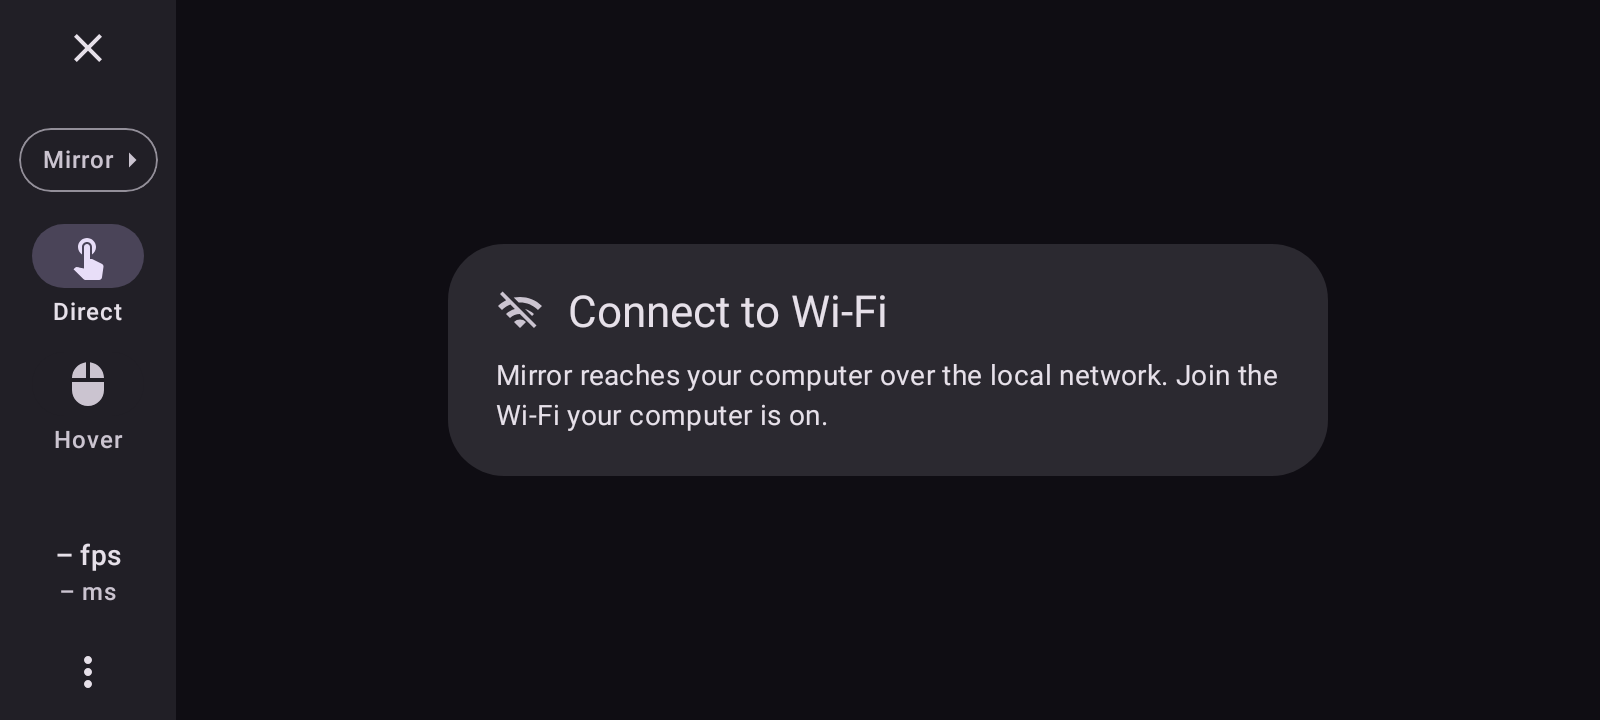 Mirror
Direct
Hover
– fps
– ms
Connect to Wi-Fi
Mirror reaches your computer over the local network. Join the
Wi-Fi your computer is on.